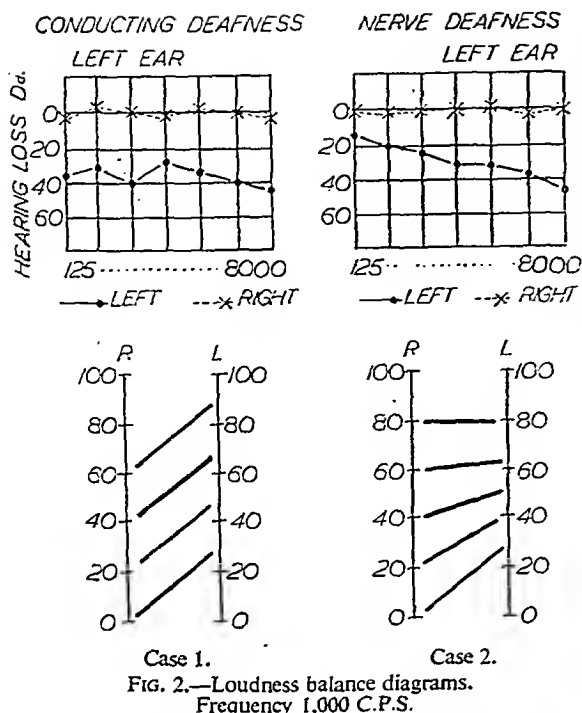 CONDUCTING DEAFNESS
LEFT EAR
NERVE DEAFNESS
LEFT EAR
HEARING LOSS Dd.
0
20
40
60
125 ........... 8000
LEFT RIGHT
0
20
40
60
125 ........... 8000
LEFT RIGHT
R L
100 100
80 80
60 60
40 40
20 20
0 0
Case 1.
R L
100 100
80 80
60 60
40 40
20 20
0 0
Case 2.
FIG. 2.—Loudness balance diagrams.
Frequency 1,000 C.P.S.